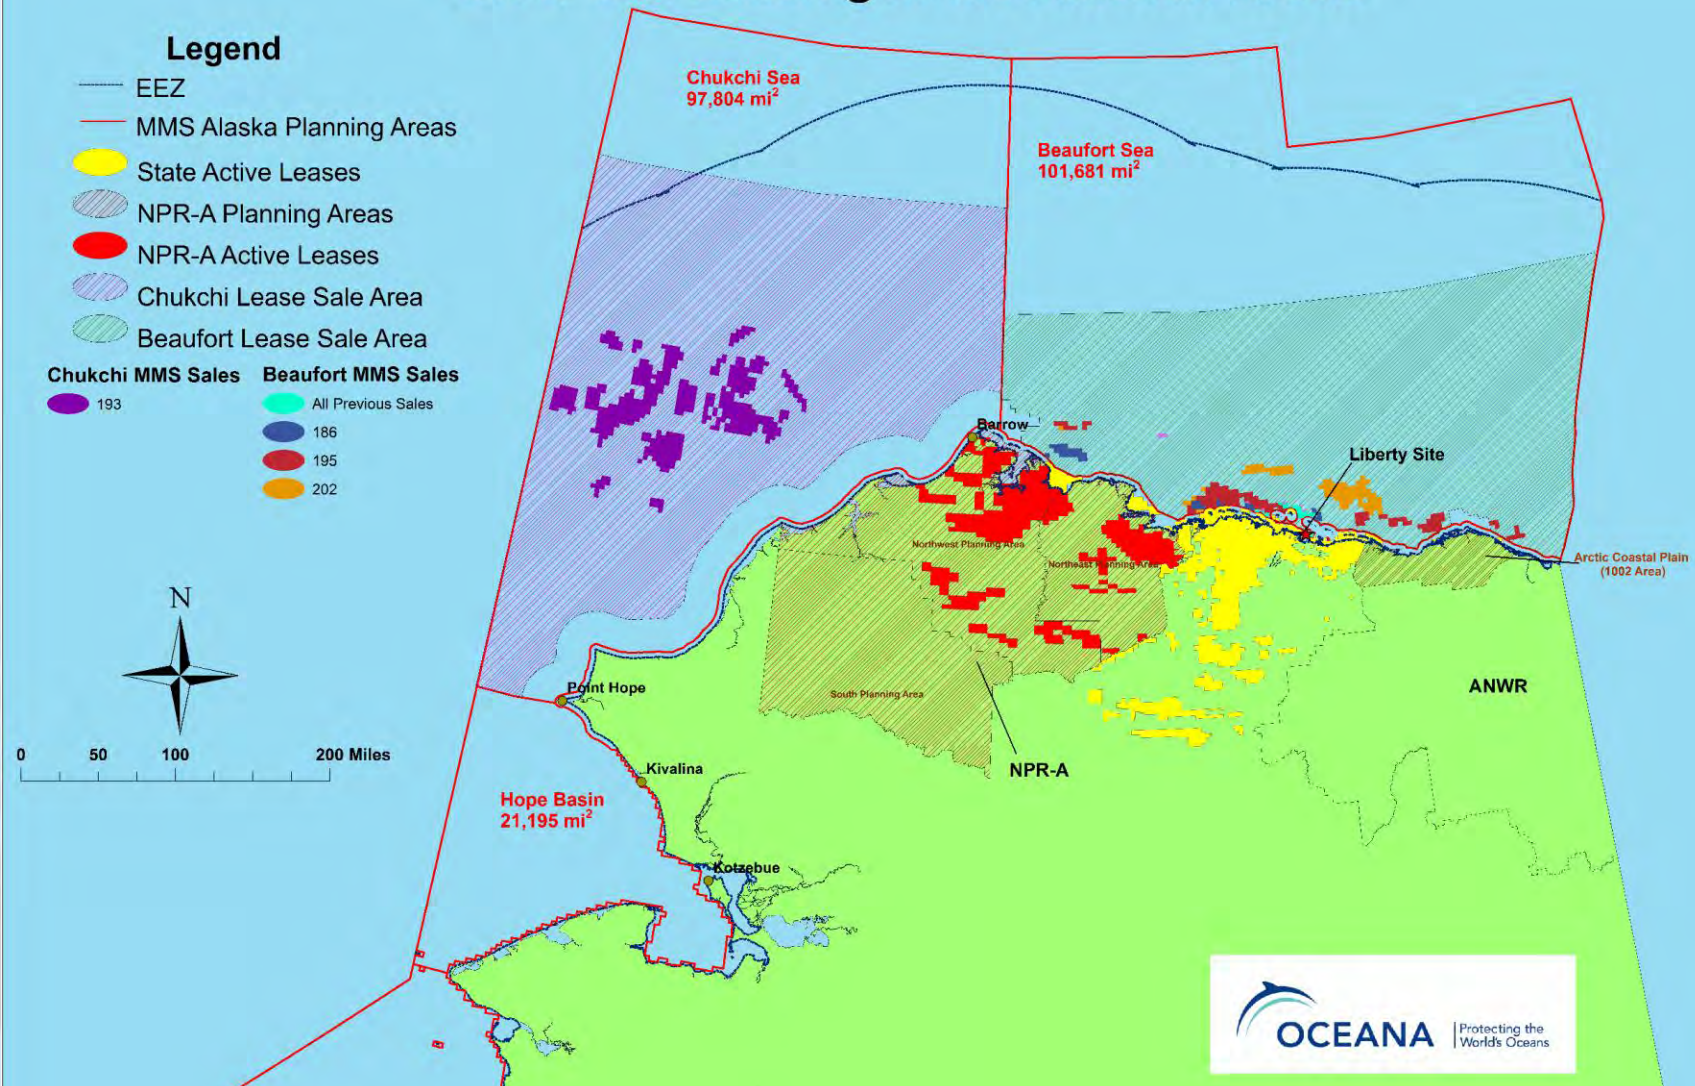 Legend
EEZ
MMS Alaska Planning Areas
State Active Leases
NPR-A Planning Areas
NPR-A Active Leases
Chukchi Lease Sale Area
Beaufort Lease Sale Area
Chukchi MMS Sales
193
Beaufort MMS Sales
All Previous Sales
186
195
202
Chukchi Sea
97,804 mi²
Beaufort Sea
101,681 mi²
Barrow
Liberty Site
Northwest Planning Area
Northeast Planning Area
Arctic Coastal Plain
(1002 Area)
N
Point Hope
South Planning Area
ANWR
0 50 100 200 Miles
Kivalina
NPR-A
Hope Basin
21,195 mi²
Kotzebue
OCEANA
Protecting the
World's Oceans